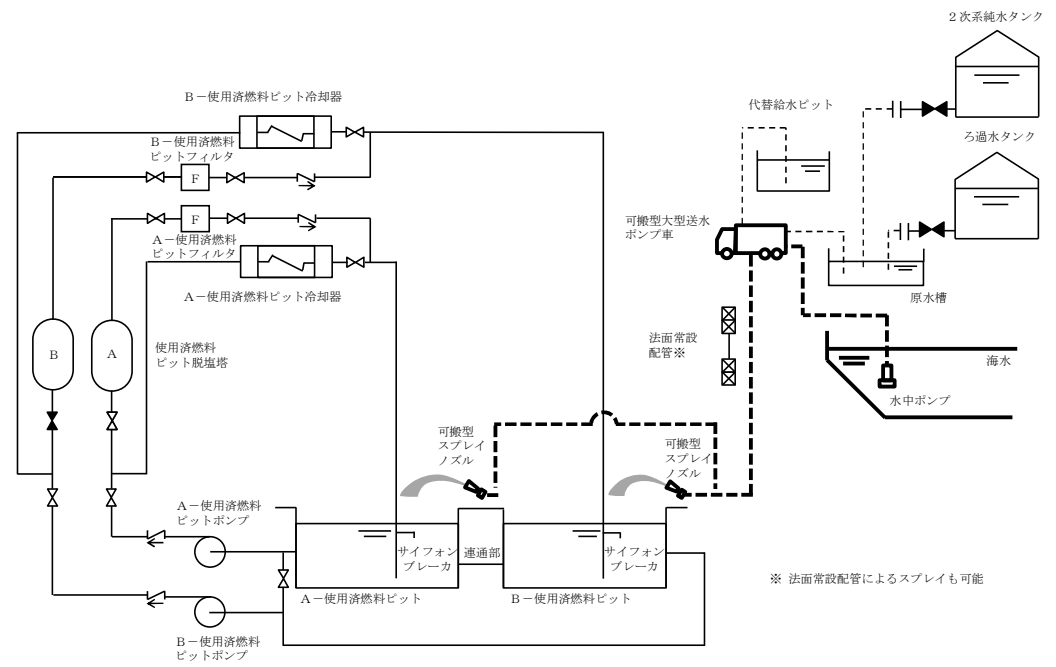 ２次系純水タンク
Ｂ－使用済燃料ピット冷却器
代替給水ピット
ろ過水タンク
Ｂ－使用済燃料
ピットフィルタ
F
F
Ａ－使用済燃料
ピットフィルタ
可搬型大型送水
ポンプ車
Ａ－使用済燃料ピット冷却器
原水槽
B
A
使用済燃料
ピット脱塩塔
法面常設
配管※
海水
水中ポンプ
可搬型
スプレイ
ノズル
可搬型
スプレイ
ノズル
Ａ－使用済燃料
ピットポンプ
サイフォン
ブレーカ
連通部
サイフォン
ブレーカ
※ 法面常設配管によるスプレイも可能
Ａ－使用済燃料ピット
Ｂ－使用済燃料ピット
Ｂ－使用済燃料
ピットポンプ